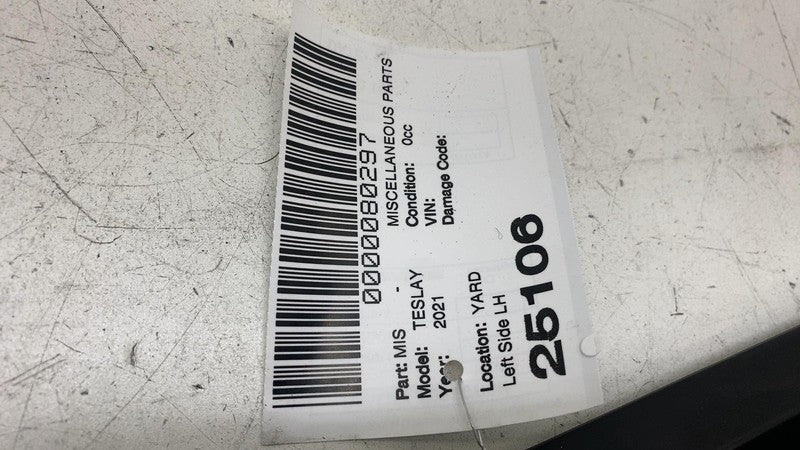 0000080297
Part: MIS - MISCELLANEOUS PARTS
Model: TESLAY Condition: 0cc
Year: 2021 VIN:
Damage Code:
Location: YARD
Left Side LH
25106